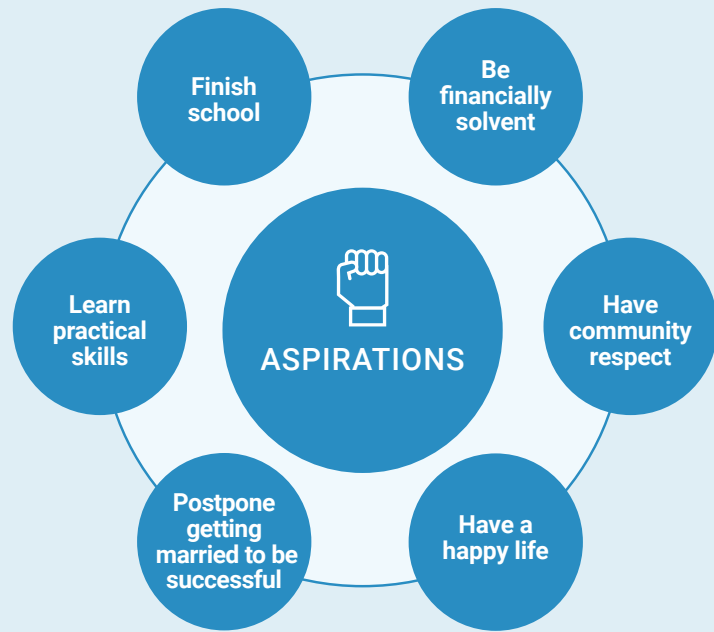 Finish
school
Be
financially
solvent
Learn
practical
skills
ASPIRATIONS
Have
community
respect
Postpone
getting
married to be
successful
Have a
happy life